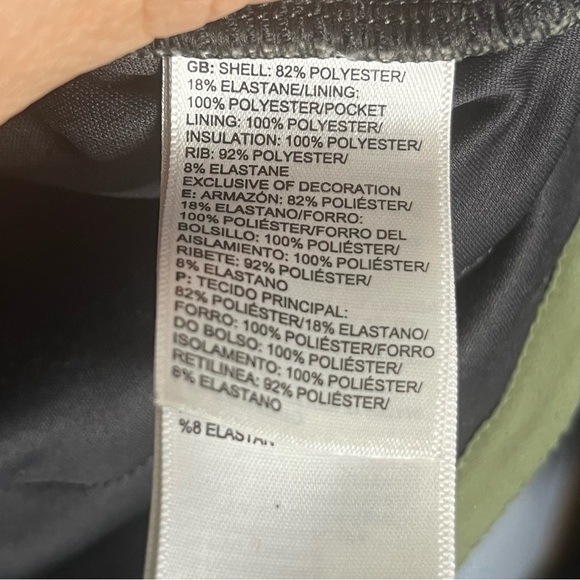 GB: SHELL: 82% POLYESTER/
18% ELASTANE/LINING:
100% POLYESTER/POCKET
LINING: 100% POLYESTER/
INSULATION: 100% POLYESTER/
RIB: 92% POLYESTER/
8% ELASTANE
EXCLUSIVE OF DECORATION
E: ARMAZÓN: 82% POLIÉSTER/
18% ELASTANO/FORRO:
100% POLIÉSTER/FORRO DEL
BOLSILLO: 100% POLIÉSTER/
AISLAMIENTO: 100% POLIÉSTER/
RIBETE: 92% POLIÉSTER/
8% ELASTANO
P: TECIDO PRINCIPAL:
82% POLIÉSTER/18% ELASTANO/
FORRO: 100% POLIÉSTER/FORRO
DO BOLSO: 100% POLIÉSTER/
ISOLAMENTO: 100% POLIÉSTER/
RETILINEA: 92% POLIÉSTER/
8% ELASTANO
%8